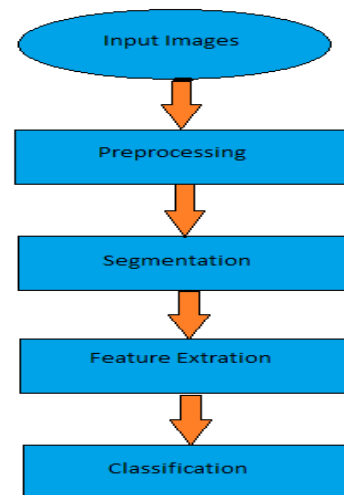 Input Images
Preprocessing
Segmentation
Feature Extration
Classification